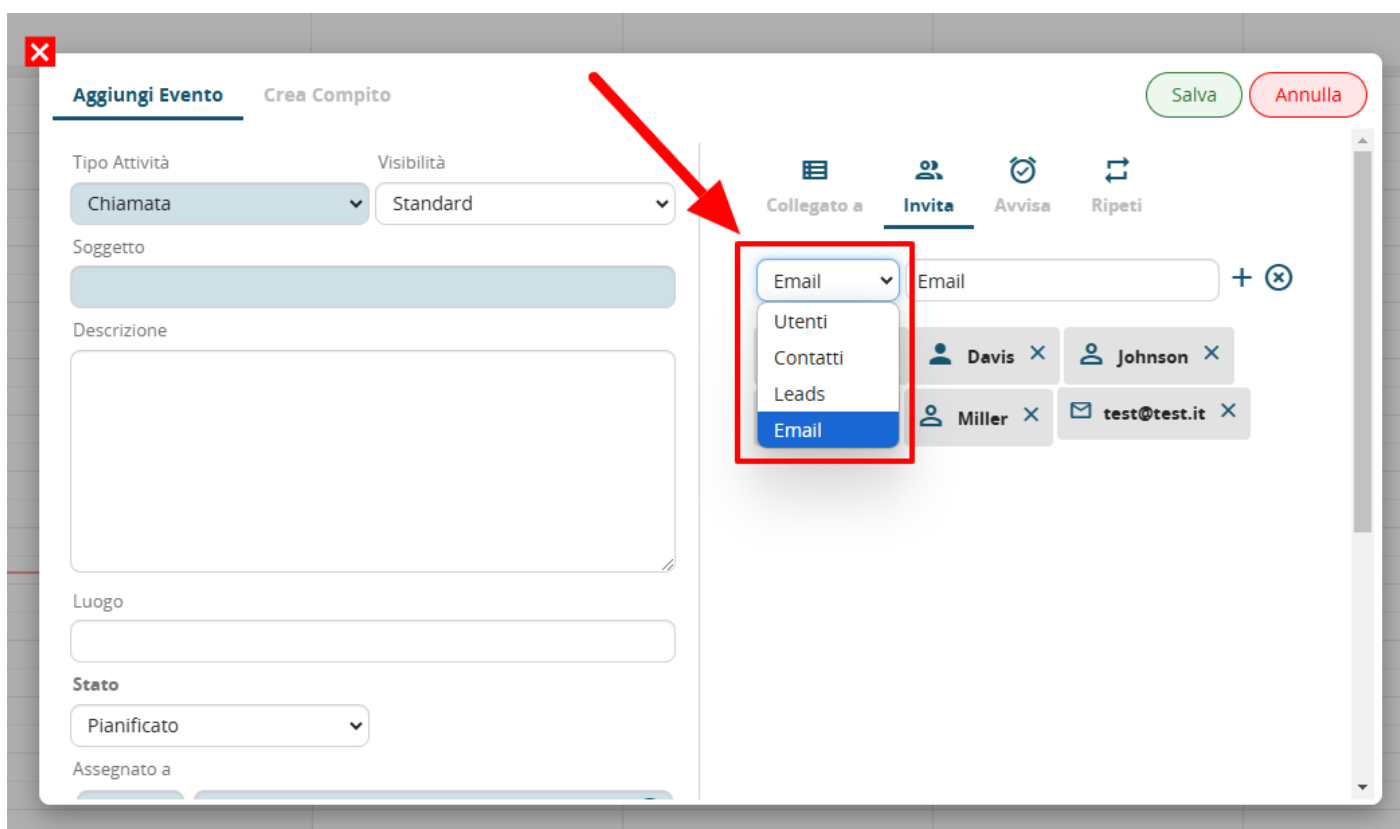 Aggiungi Evento
Crea Compito
Salva
Annulla
Tipo Attività
Visibilità
Chiamata
Standard
Soggetto
Descrizione
Luogo
Stato
Pianificato
Assegnato a
Collegato a
Invita
Avvisa
Ripeti
Email
Email
Utenti
Contatti
Leads
Email
Davis
Johnson
Miller
test@test.it